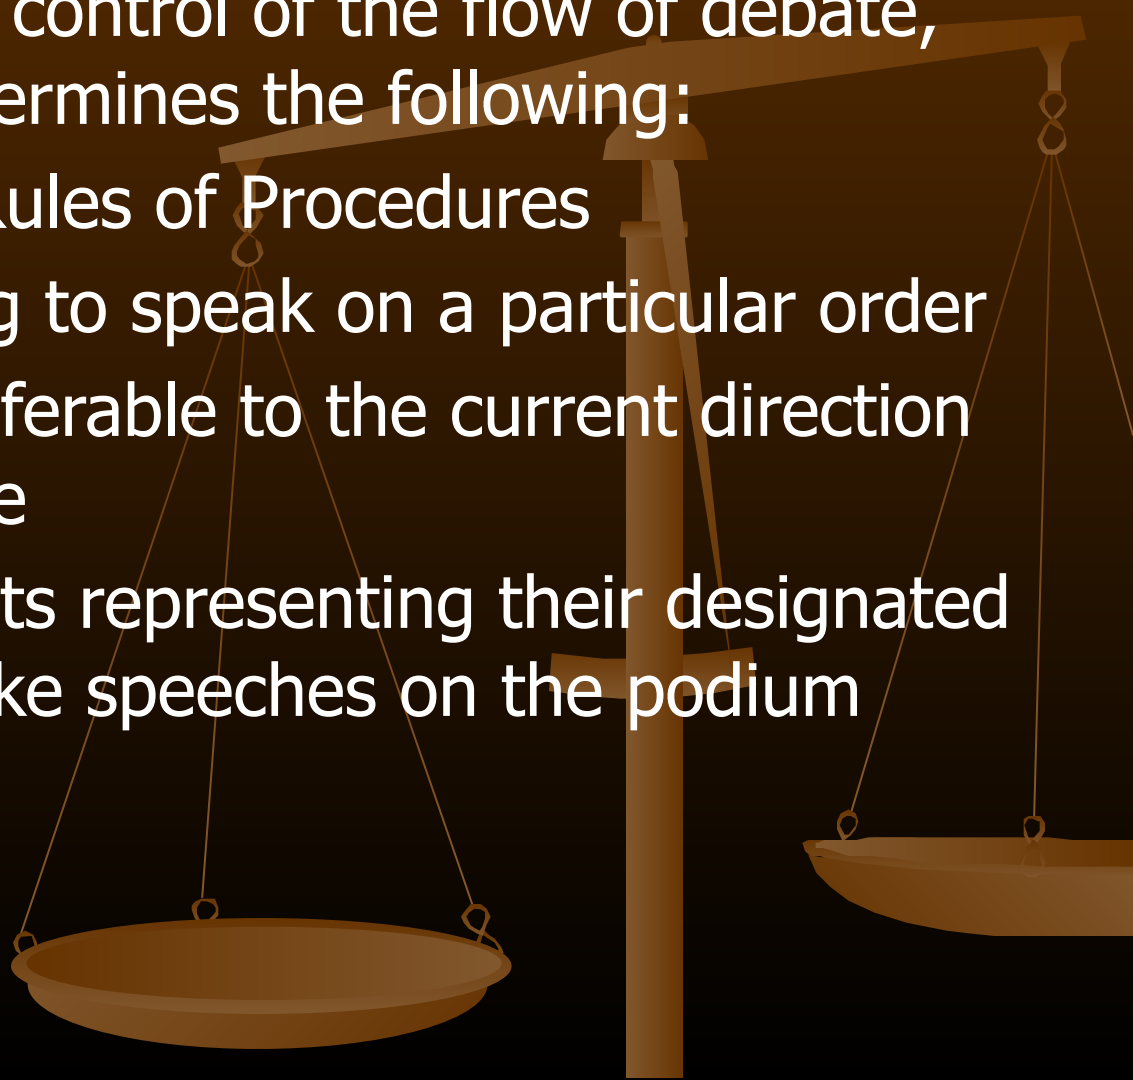 control of the flow of debate,
ermines the following:
ules of Procedures
g to speak on a particular order
ferable to the current direction
e
ts representing their designated
ke speeches on the podium